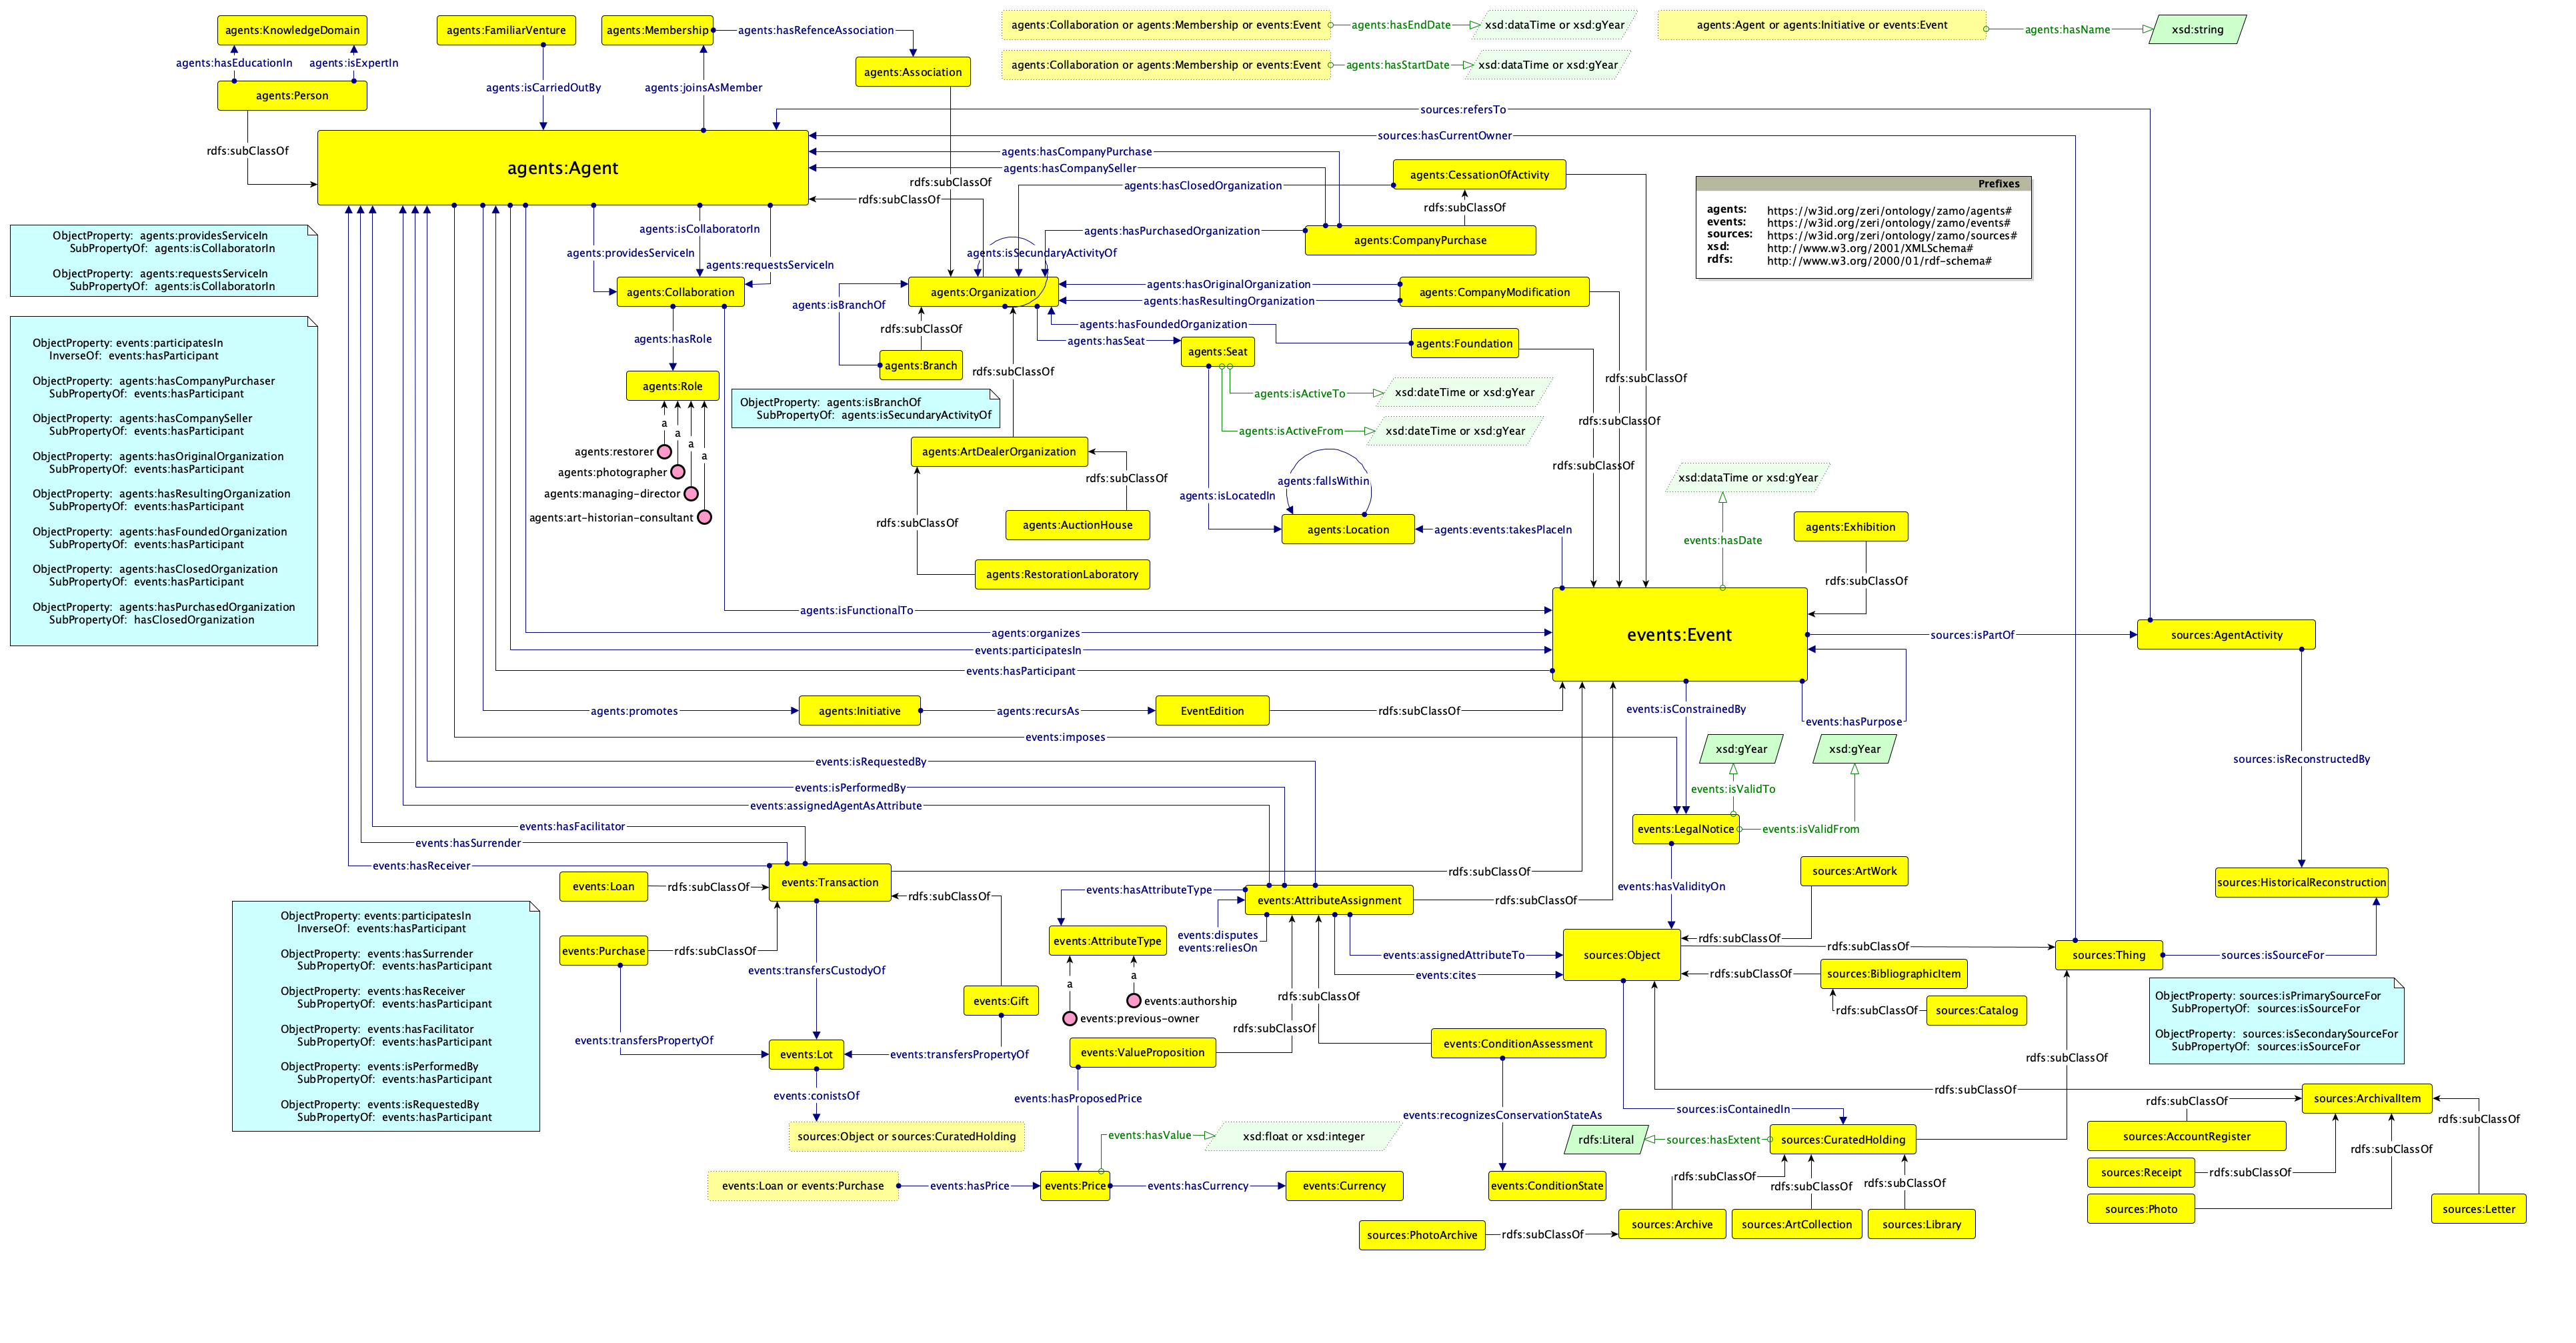 agents:KnowledgeDomain
agents:FamiliarVenture
agents:Membership
agents:hasRefenceAssociation
agents:Association
agents:Collaboration or agents:Membership or events:Event
agents:hasEndDate
xsd:dataTime or xsd:gYear
agents:Agent or agents:Initiative or events:Event
agents:hasName
xsd:string
agents:Collaboration or agents:Membership or events:Event
agents:hasStartDate
xsd:dataTime or xsd:gYear
agents:hasEducationIn
agents:isExpertIn
agents:Person
agents:isCarriedOutBy
agents:joinsAsMember
rdfs:subClassOf
agents:Agent
sources:refersTo
sources:hasCurrentOwner
agents:hasCompanyPurchase
agents:hasCompanySeller
rdfs:subClassOf
agents:hasClosedOrganization
agents:CessationOfActivity
rdfs:subClassOf
rdfs:subClassOf
agents:hasPurchasedOrganization
agents:CompanyPurchase
Prefixes
agents: https://w3id.org/zeri/ontology/zamo/agents#
events: https://w3id.org/zeri/ontology/zamo/events#
sources: https://w3id.org/zeri/ontology/zamo/sources#
xsd: http://www.w3.org/2001/XMLSchema#
rdfs: http://www.w3.org/2000/01/rdf-schema#
ObjectProperty: agents:providesServiceIn
SubPropertyOf: agents:isCollaboratorIn
ObjectProperty: agents:requestsServiceIn
SubPropertyOf: agents:isCollaboratorIn
agents:isCollaboratorIn
agents:providesServiceIn
agents:requestsServiceIn
agents:isSecundaryActivityOf
agents:Collaboration
agents:Organization
agents:isBranchOf
agents:hasOriginalOrganization
agents:hasResultingOrganization
agents:CompanyModification
agents:hasFoundedOrganization
agents:hasSeat
agents:Seat
agents:Foundation
rdfs:subClassOf
agents:Branch
agents:hasRole
agents:Role
rdfs:subClassOf
rdfs:subClassOf
rdfs:subClassOf
rdfs:subClassOf
ObjectProperty: events:participatesIn
InverseOf: events:hasParticipant
ObjectProperty: agents:hasCompanyPurchaser
SubPropertyOf: events:hasParticipant
ObjectProperty: agents:hasCompanySeller
SubPropertyOf: events:hasParticipant
ObjectProperty: agents:hasOriginalOrganization
SubPropertyOf: events:hasParticipant
ObjectProperty: agents:hasResultingOrganization
SubPropertyOf: events:hasParticipant
ObjectProperty: agents:hasFoundedOrganization
SubPropertyOf: events:hasParticipant
ObjectProperty: agents:hasClosedOrganization
SubPropertyOf: events:hasParticipant
ObjectProperty: agents:hasPurchasedOrganization
SubPropertyOf: hasClosedOrganization
ObjectProperty: agents:isBranchOf
SubPropertyOf: agents:isSecundaryActivityOf
agents:isActiveTo
xsd:dateTime or xsd:gYear
agents:isActiveFrom
xsd:dateTime or xsd:gYear
a
a
a
a
agents:restorer
agents:photographer
agents:managing-director
agents:art-historian-consultant
agents:ArtDealerOrganization
rdfs:subClassOf
rdfs:subClassOf
agents:AuctionHouse
agents:RestorationLaboratory
agents:isLocatedIn
agents:fallsWithin
agents:Location
agents:events:takesPlaceIn
xsd:dataTime or xsd:gYear
events:hasDate
agents:Exhibition
rdfs:subClassOf
agents:isFunctionalTo
agents:organizes
events:participatesIn
events:hasParticipant
events:Event
sources:isPartOf
sources:AgentActivity
agents:promotes
agents:Initiative
agents:recursAs
EventEdition
rdfs:subClassOf
events:isConstrainedBy
events:hasPurpose
events:imposes
xsd:gYear
xsd:gYear
sources:isReconstructedBy
events:isRequestedBy
events:isPerformedBy
events:assignedAgentAsAttribute
events:isValidTo
events:hasFacilitator
events:hasSurrender
events:hasReceiver
events:LegalNotice
events:isValidFrom
events:Loan
rdfs:subClassOf
events:Transaction
rdfs:subClassOf
rdfs:subClassOf
events:hasAttributeType
events:AttributeAssignment
rdfs:subClassOf
events:hasValidityOn
sources:ArtWork
sources:HistoricalReconstruction
ObjectProperty: events:participatesIn
InverseOf: events:hasParticipant
ObjectProperty: events:hasSurrender
SubPropertyOf: events:hasParticipant
ObjectProperty: events:hasReceiver
SubPropertyOf: events:hasParticipant
ObjectProperty: events:hasFacilitator
SubPropertyOf: events:hasParticipant
ObjectProperty: events:isPerformedBy
SubPropertyOf: events:hasParticipant
ObjectProperty: events:isRequestedBy
SubPropertyOf: events:hasParticipant
events:Purchase
rdfs:subClassOf
events:AttributeType
events:disputes
events:reliesOn
events:assignedAttributeTo
events:cites
sources:Object
rdfs:subClassOf
rdfs:subClassOf
sources:Thing
sources:isSourceFor
events:transfersCustodyOf
rdfs:subClassOf
sources:BibliographicItem
a
a
events:Gift
events:authorship
events:previous-owner
rdfs:subClassOf
rdfs:subClassOf
rdfs:subClassOf
sources:Catalog
ObjectProperty: sources:isPrimarySourceFor
SubPropertyOf: sources:isSourceFor
ObjectProperty: sources:isSecondarySourceFor
SubPropertyOf: sources:isSourceFor
events:transfersPropertyOf
events:Lot
events:transfersPropertyOf
events:ValueProposition
events:ConditionAssessment
rdfs:subClassOf
events:conistsOf
events:hasProposedPrice
rdfs:subClassOf
sources:ArchivalItem
rdfs:subClassOf
rdfs:subClassOf
events:recognizesConservationStateAs
sources:isContainedIn
sources:Object or sources:CuratedHolding
events:hasValue
xsd:float or xsd:integer
rdfs:Literal
sources:hasExtent
sources:CuratedHolding
sources:AccountRegister
rdfs:subClassOf
sources:Receipt
rdfs:subClassOf
events:Loan or events:Purchase
events:hasPrice
events:Price
events:hasCurrency
events:Currency
events:ConditionState
rdfs:subClassOf
rdfs:subClassOf
rdfs:subClassOf
sources:Photo
sources:Letter
sources:PhotoArchive
rdfs:subClassOf
sources:Archive
sources:ArtCollection
sources:Library